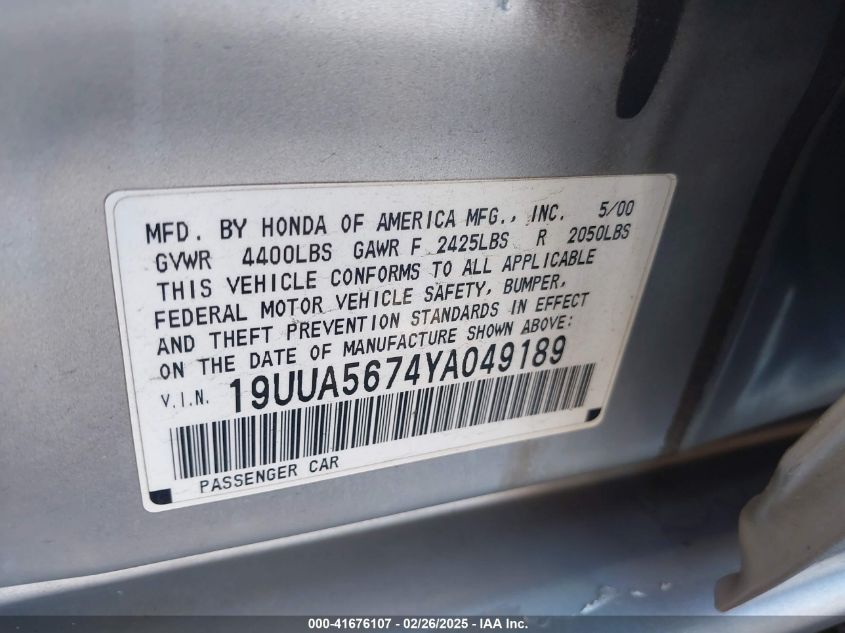 MFD. BY HONDA OF AMERICA MFG., INC. 5/00
GVWR 4400LBS GAWR F 2425LBS R 2050LBS
THIS VEHICLE CONFORMS TO ALL APPLICABLE
FEDERAL MOTOR VEHICLE SAFETY, BUMPER,
AND THEFT PREVENTION STANDARDS IN EFFECT
ON THE DATE OF MANUFACTURE SHOWN ABOVE:
V.I.N. 19UUA5674YA049189
PASSENGER CAR
000-41676107 - 02/26/2025 - IAA Inc.